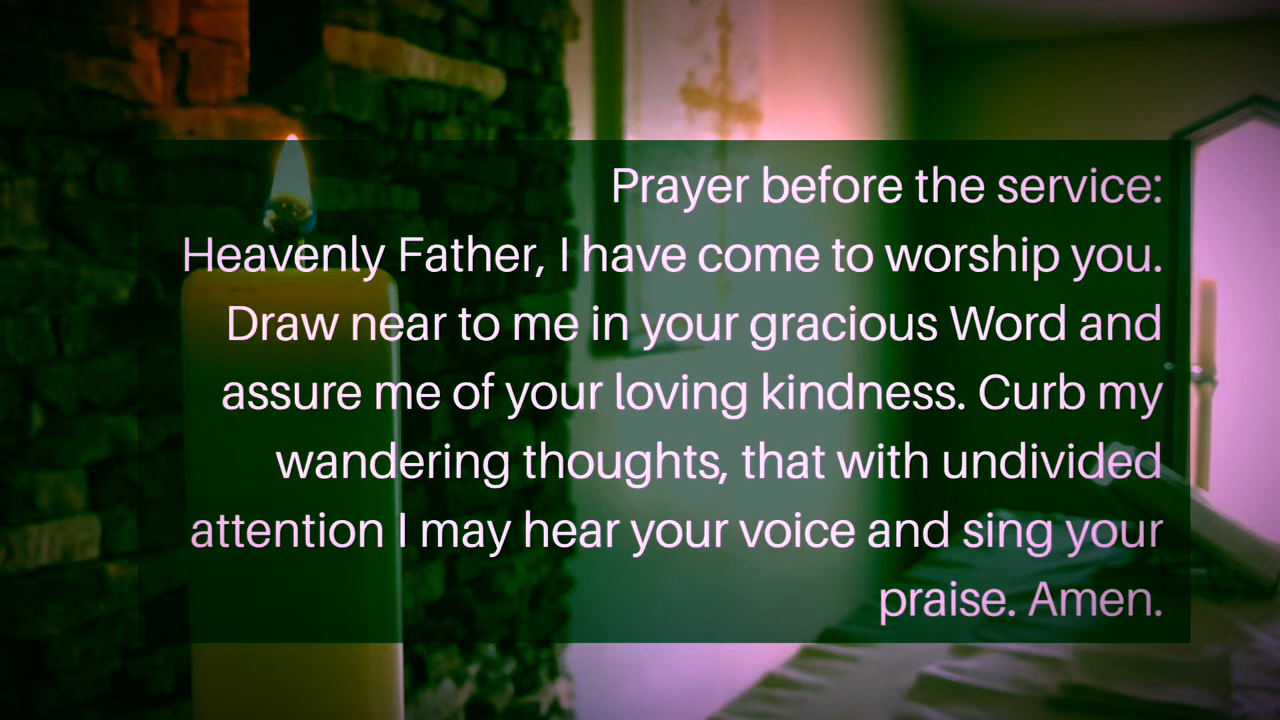 Prayer before the service:
Heavenly Father, I have come to worship you.
Draw near to me in your gracious Word and
assure me of your loving kindness. Curb my
wandering thoughts, that with undivided
attention I may hear your voice and sing your
praise. Amen.